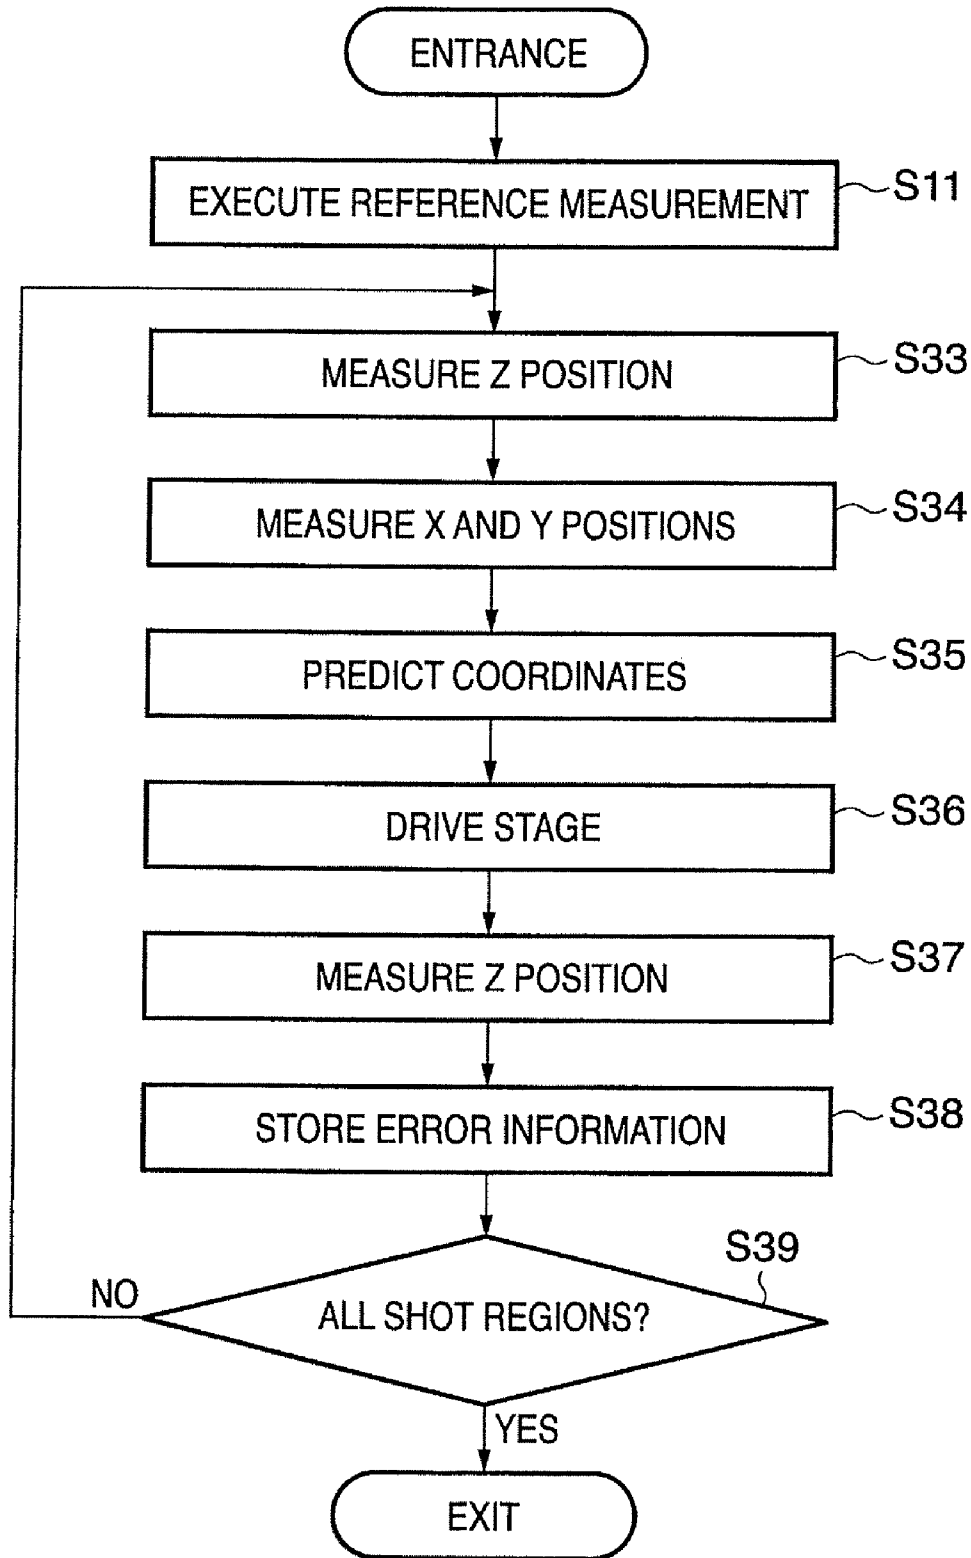 ENTRANCE
EXECUTE REFERENCE MEASUREMENT
S11
MEASURE Z POSITION
S33
MEASURE X AND Y POSITIONS
S34
PREDICT COORDINATES
S35
DRIVE STAGE
S36
MEASURE Z POSITION
S37
STORE ERROR INFORMATION
S38
S39
NO
ALL SHOT REGIONS?
YES
EXIT